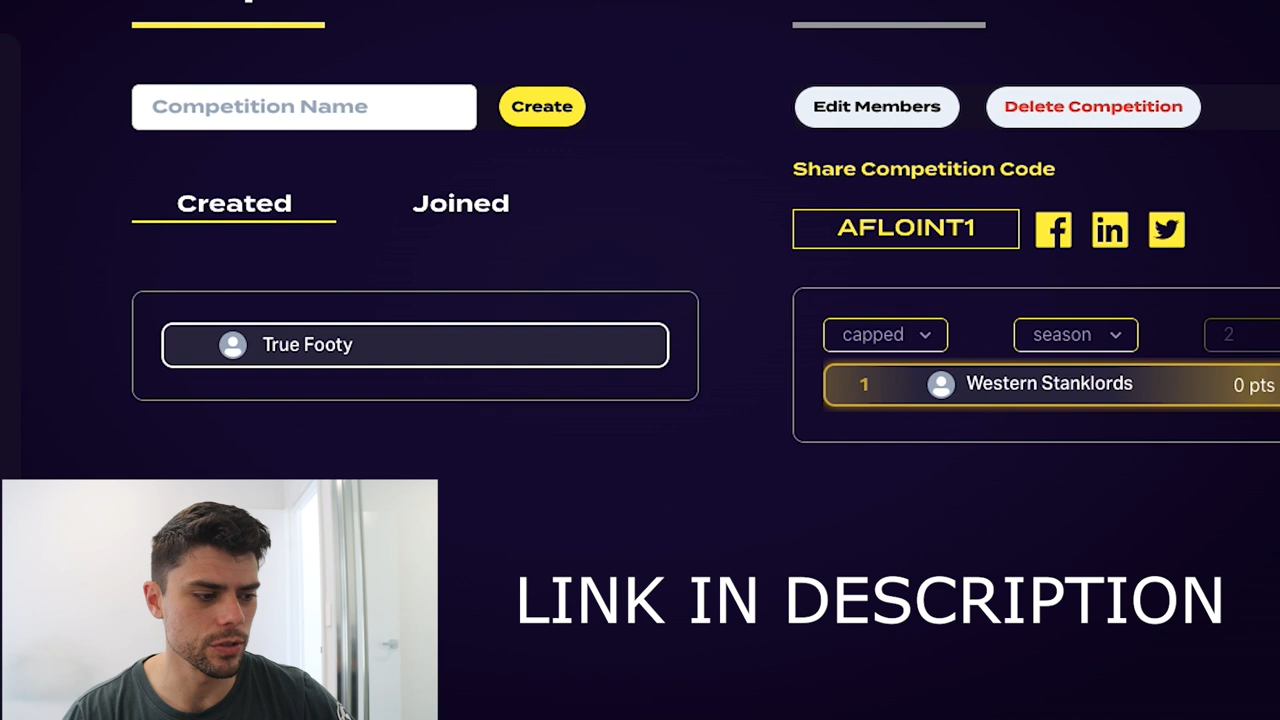 Competition Name
Create
Created
Joined
True Footy
Edit Members
Delete Competition
Share Competition Code
AFLOINT1
capped
season
2
1
Western Stanklords
0 pts
LINK IN DESCRIPTION